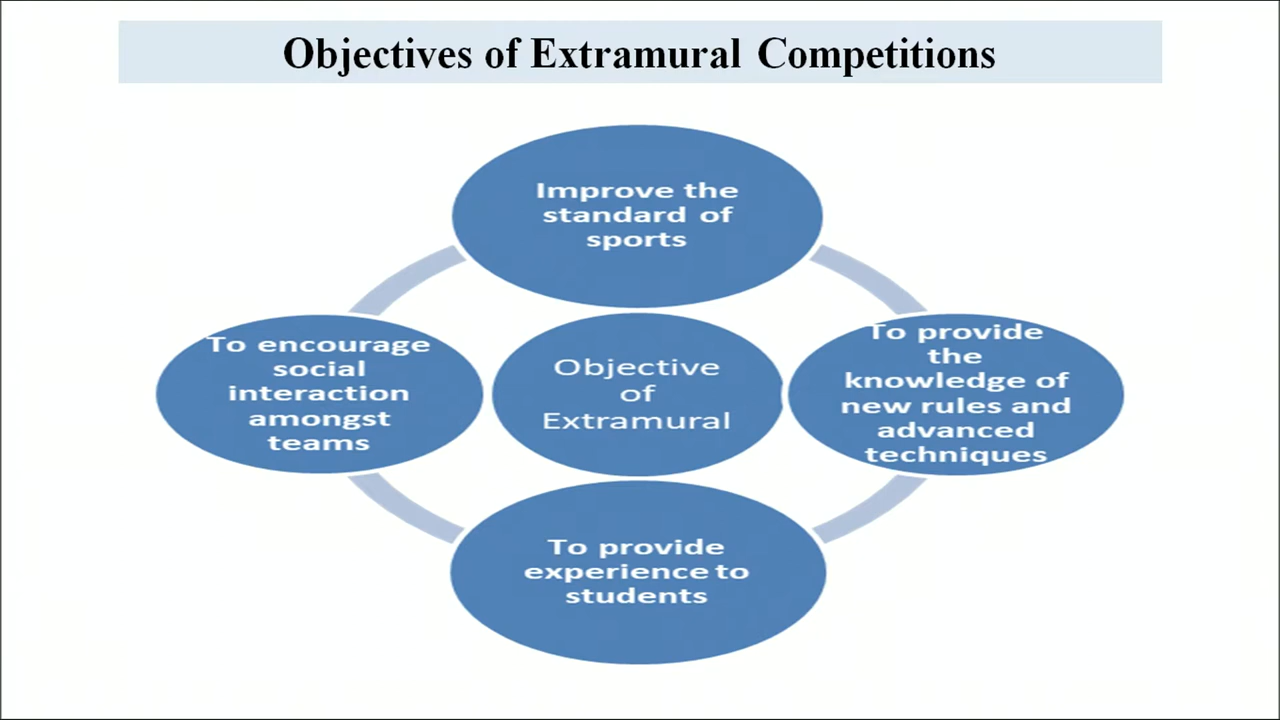 Objectives of Extramural Competitions
Improve the
standard of
sports
To encourage
social
interaction
amongst
teams
Objective
of
Extramural
To provide
the
knowledge of
new rules and
advanced
techniques
To provide
experience to
students